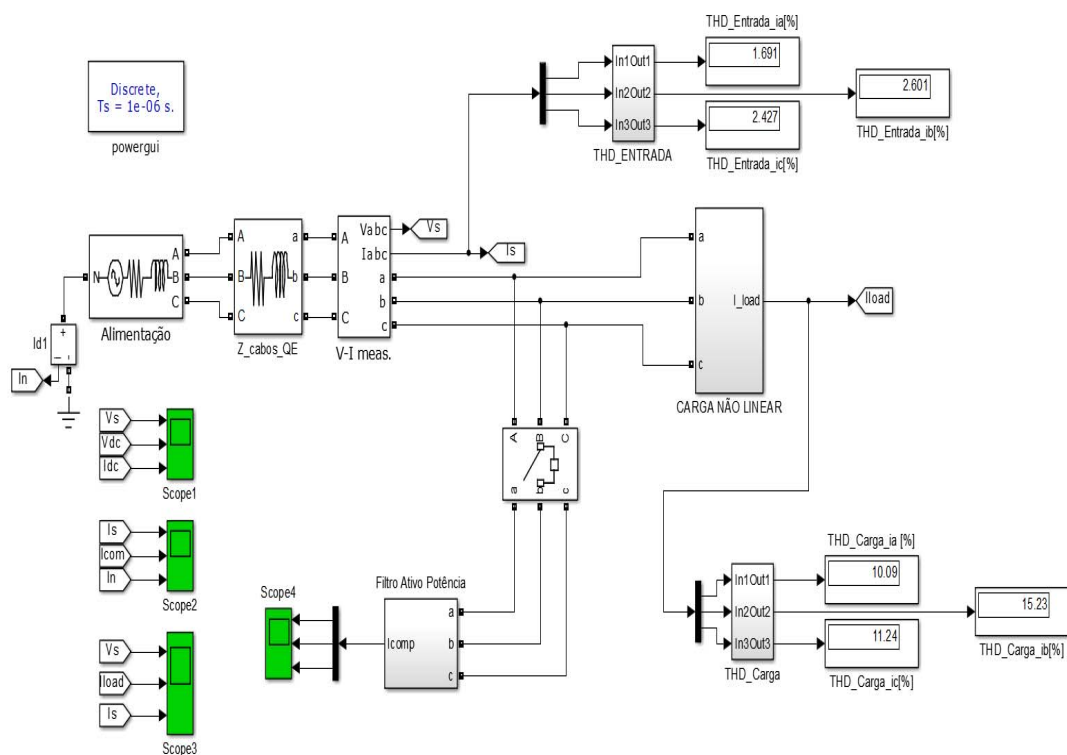 THD_Entrada_ia[%]
1.691
Discrete,
Ts = 1e-06 s.
powergui
In1Out1
In2Out2
In3Out3
THD_ENTRADA
2.601
THD_Entrada_ib[%]
2.427
THD_Entrada_ic[%]
N
A
B
C
Alimentação
A
B
C
a
b
c
Z_cabos_QE
A
B
C
Vabc
Iabc
a
b
c
V-I meas.
Vs
Is
a
b
c
I_load
CARGA NÃO LINEAR
Iload
Id1
+
-
In
Vs
Vdc
Idc
Scope1
A
B
C
a
b
c
Is
Icom
In
Scope2
Scope4
Filtro Ativo Potência
Icomp
a
b
c
Vs
Iload
Is
Scope3
THD_Carga_ia [%]
10.09
In1Out1
In2Out2
In3Out3
THD_Carga
15.23
THD_Carga_ib[%]
11.24
THD_Carga_ic[%]